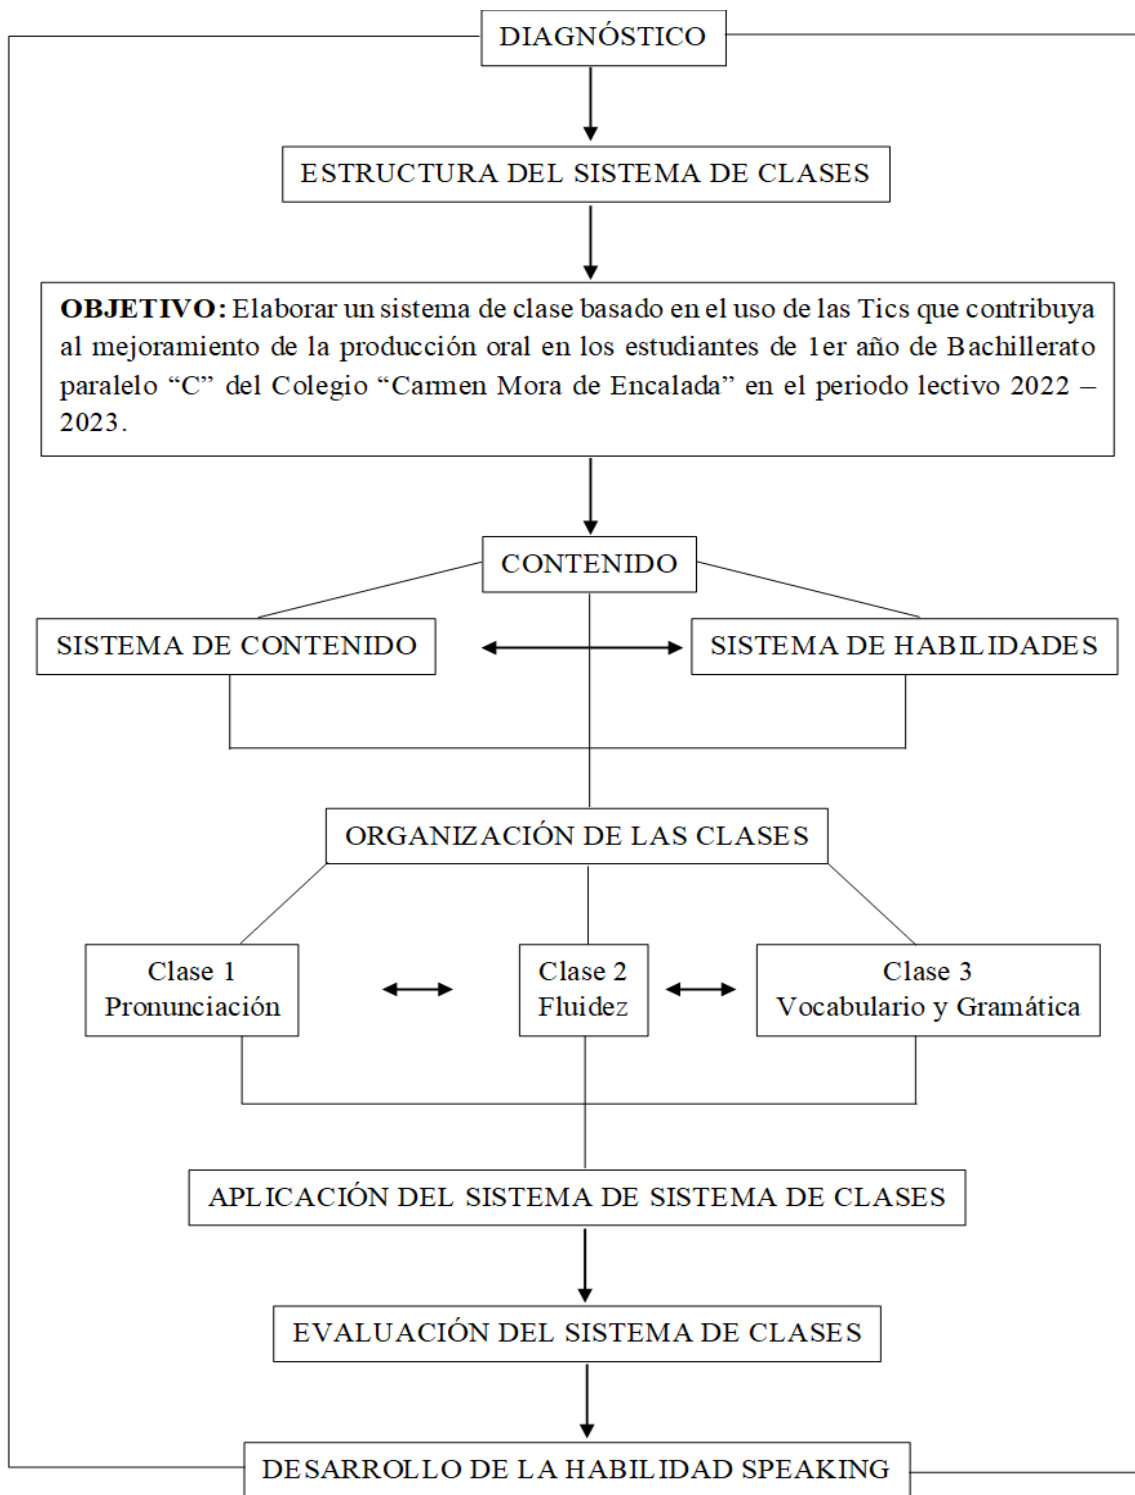 DIAGNÓSTICO
ESTRUCTURA DEL SISTEMA DE CLASES
OBJETIVO: Elaborar un sistema de clase basado en el uso de las Tics que contribuya
al mejoramiento de la producción oral en los estudiantes de 1er año de Bachillerato
paralelo “C” del Colegio “Carmen Mora de Encalada” en el periodo lectivo 2022 –
2023.
CONTENIDO
SISTEMA DE CONTENIDO
SISTEMA DE HABILIDADES
ORGANIZACIÓN DE LAS CLASES
Clase 1
Pronunciación
Clase 2
Fluidez
Clase 3
Vocabulario y Gramática
APLICACIÓN DEL SISTEMA DE SISTEMA DE CLASES
EVALUACIÓN DEL SISTEMA DE CLASES
DESARROLLO DE LA HABILIDAD SPEAKING